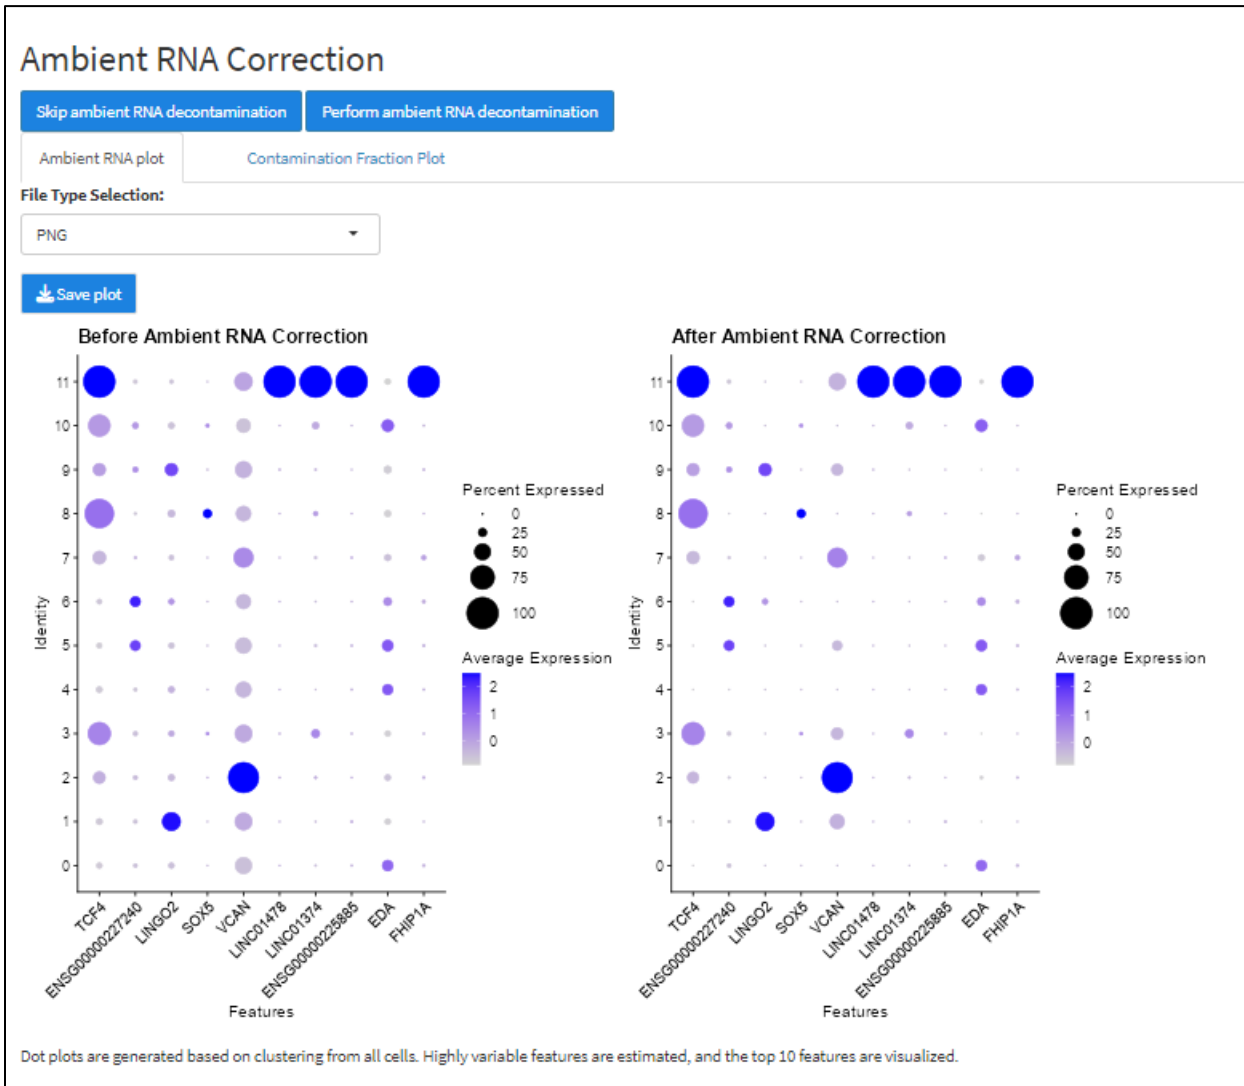 Ambient RNA Correction
Skip ambient RNA decontamination
Perform ambient RNA decontamination
Ambient RNA plot
Contamination Fraction Plot
File Type Selection:
PNG
Save plot
Before Ambient RNA Correction
11
10
9
8
7
6
5
4
3
2
1
0
Identity
TCF4
ENSG00000227240
LINGO2
SOX5
VCAN
LINC01478
LINC01374
ENSG00000225885
EDA
FHIP1A
Features
Percent Expressed
0
25
50
75
100
Average Expression
2
1
0
After Ambient RNA Correction
11
10
9
8
7
6
5
4
3
2
1
0
Identity
TCF4
ENSG00000227240
LINGO2
SOX5
VCAN
LINC01478
LINC01374
ENSG00000225885
EDA
FHIP1A
Features
Percent Expressed
0
25
50
75
100
Average Expression
2
1
0
Dot plots are generated based on clustering from all cells. Highly variable features are estimated, and the top 10 features are visualized.